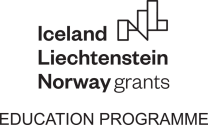 Iceland
Liechtenstein
Norway grants
EDUCATION PROGRAMME